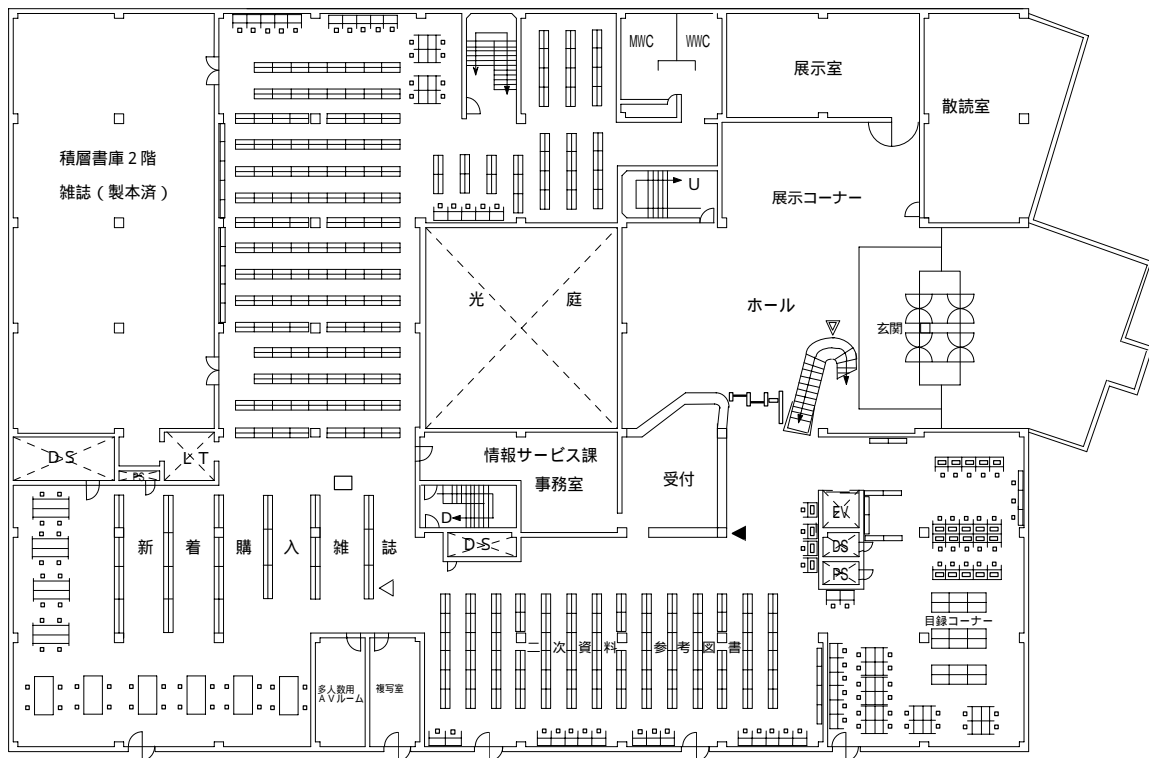 MWC
WWC
展示室
散読室
積層書庫2階
雑誌（製本済）
U
展示コーナー
光庭
ホール
玄関
DS
PS
LT
情報サービス課
事務室
受付
D
DS
EV
DS
PS
新着購入雑誌
二次資料 参考図書
目録コーナー
多人数用
AVルーム
複写室